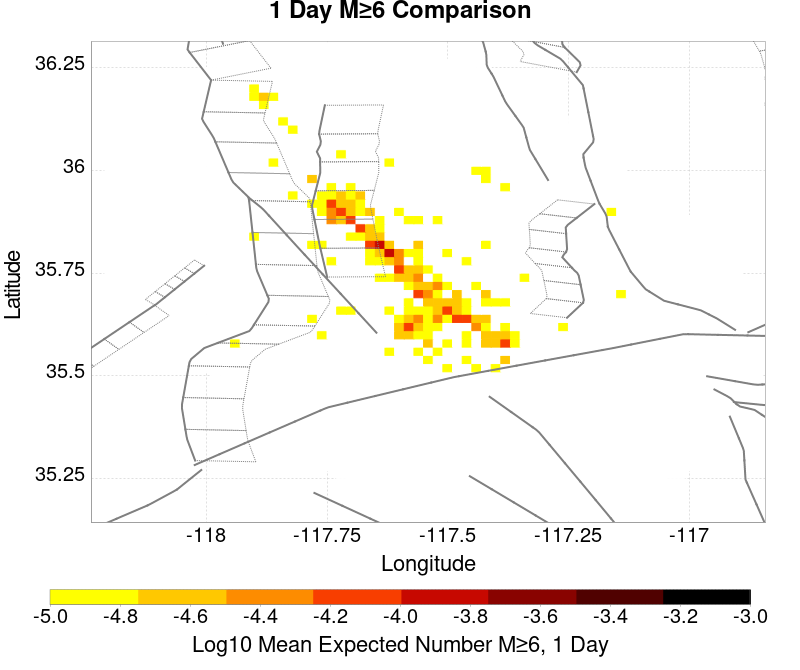 1 Day M≥6 Comparison
36.25
36
35.75
35.5
35.25
Latitude
-118 -117.75 -117.5 -117.25 -117
Longitude
-5.0 -4.8 -4.6 -4.4 -4.2 -4.0 -3.8 -3.6 -3.4 -3.2 -3.0
Log10 Mean Expected Number M≥6, 1 Day